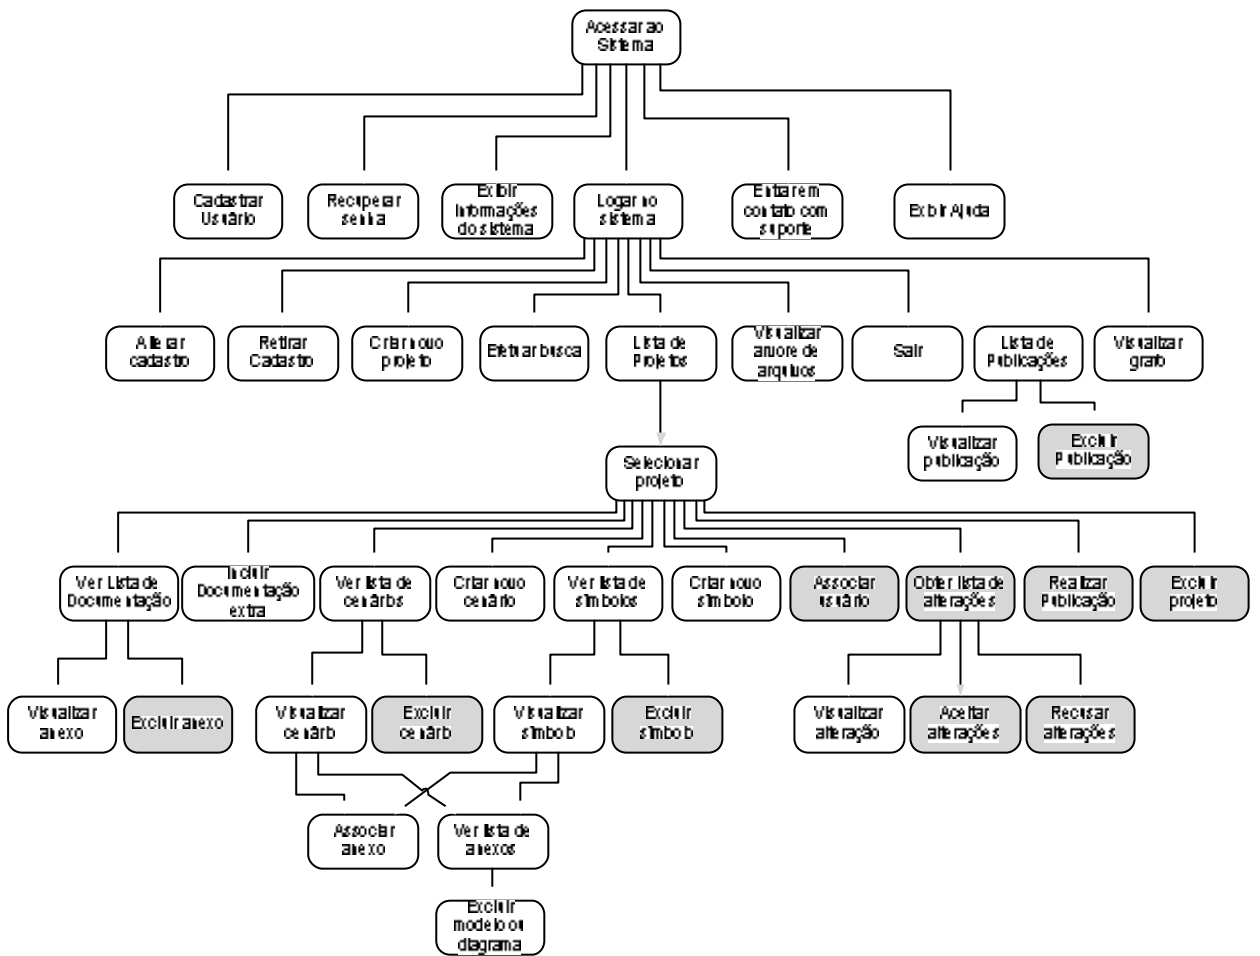 Acessar ao
Sistema
Cadastrar
Usuário
Recuperar
senha
Exibir
Informações
do sistema
Logar no
sistema
Entrar em
contato com
suporte
Exibir Ajuda
Alterar
cadastro
Retirar
Cadastro
Criar novo
projeto
Efetuar busca
Lista de
Projetos
Visualizar
arvore de
arquivos
Sair
Lista de
Publicações
Visualizar
grafo
Visualizar
publicação
Excluir
Publicação
Selecionar
projeto
Ver Lista de
Documentação
Incluir
Documentação
extra
Ver lista de
cenários
Criar novo
cenário
Ver lista de
símbolos
Criar novo
símbolo
Associar
usuário
Obter lista de
alterações
Realizar
Publicação
Excluir
projeto
Visualizar
anexo
Excluir anexo
Visualizar
cenário
Excluir
cenário
Visualizar
símbolo
Excluir
símbolo
Visualizar
alteração
Aceitar
alterações
Recusar
alterações
Associar
anexo
Ver lista de
anexos
Excluir
modelo ou
diagrama